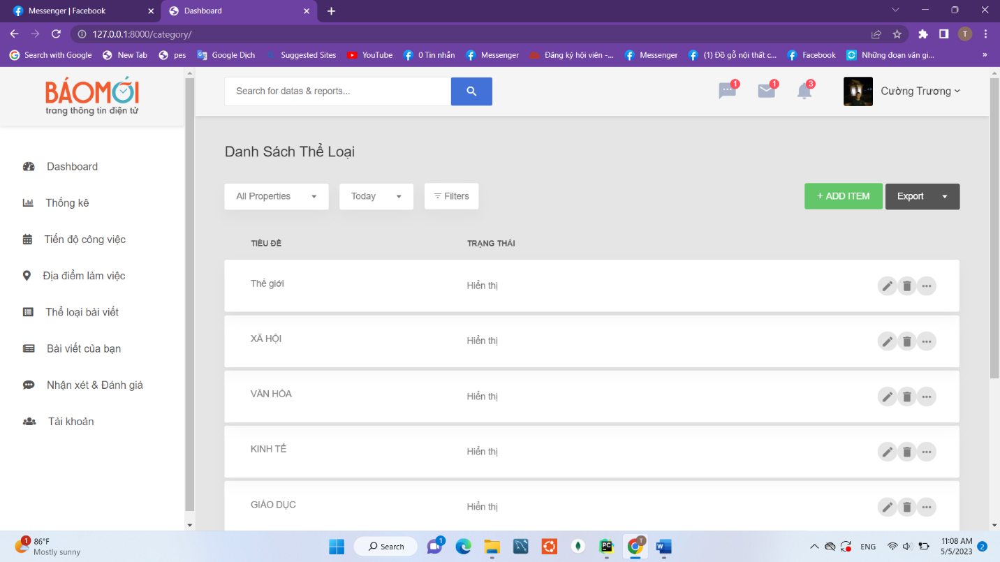 Messenger | Facebook
Dashboard
127.0.0.1:8000/category/
T
Search with Google
New Tab
pes
Google Dịch
Suggested Sites
YouTube
0 Tin nhắn
Messenger
Đăng ký hội viên -...
Messenger
(1) Đồ gỗ nội thất c...
Facebook
Những đoạn văn gi...
»
BÁOMỚI
trang thông tin điện tử
Search for datas & reports...
1
1
3
Cường Trương
Dashboard
Thống kê
Tiến độ công việc
Địa điểm làm việc
Thể loại bài viết
Bài viết của bạn
Nhận xét & Đánh giá
Tài khoản
Danh Sách Thể Loại
All Properties
Today
Filters
+ ADD ITEM
Export
TIÊU ĐỀ
TRẠNG THÁI
Thế giới
Hiển thị
XÃ HỘI
Hiển thị
VĂN HÓA
Hiển thị
KINH TẾ
Hiển thị
GIÁO DỤC
Hiển thị
1
86°F
Mostly sunny
Search
1
PC
T
W
ENG
11:08 AM
5/5/2023
2